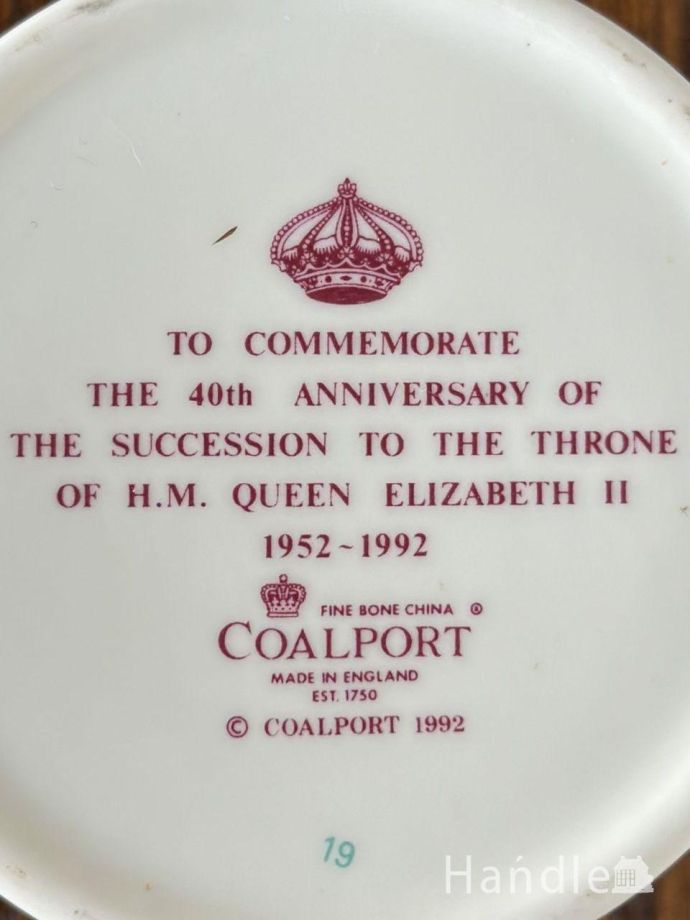 TO COMMEMORATE
THE 40th ANNIVERSARY OF
THE SUCCESSION TO THE THRONE
OF H.M. QUEEN ELIZABETH II
1952~1992
FINE BONE CHINA ®
COALPORT
MADE IN ENGLAND
EST. 1750
© COALPORT 1992
19
Handle